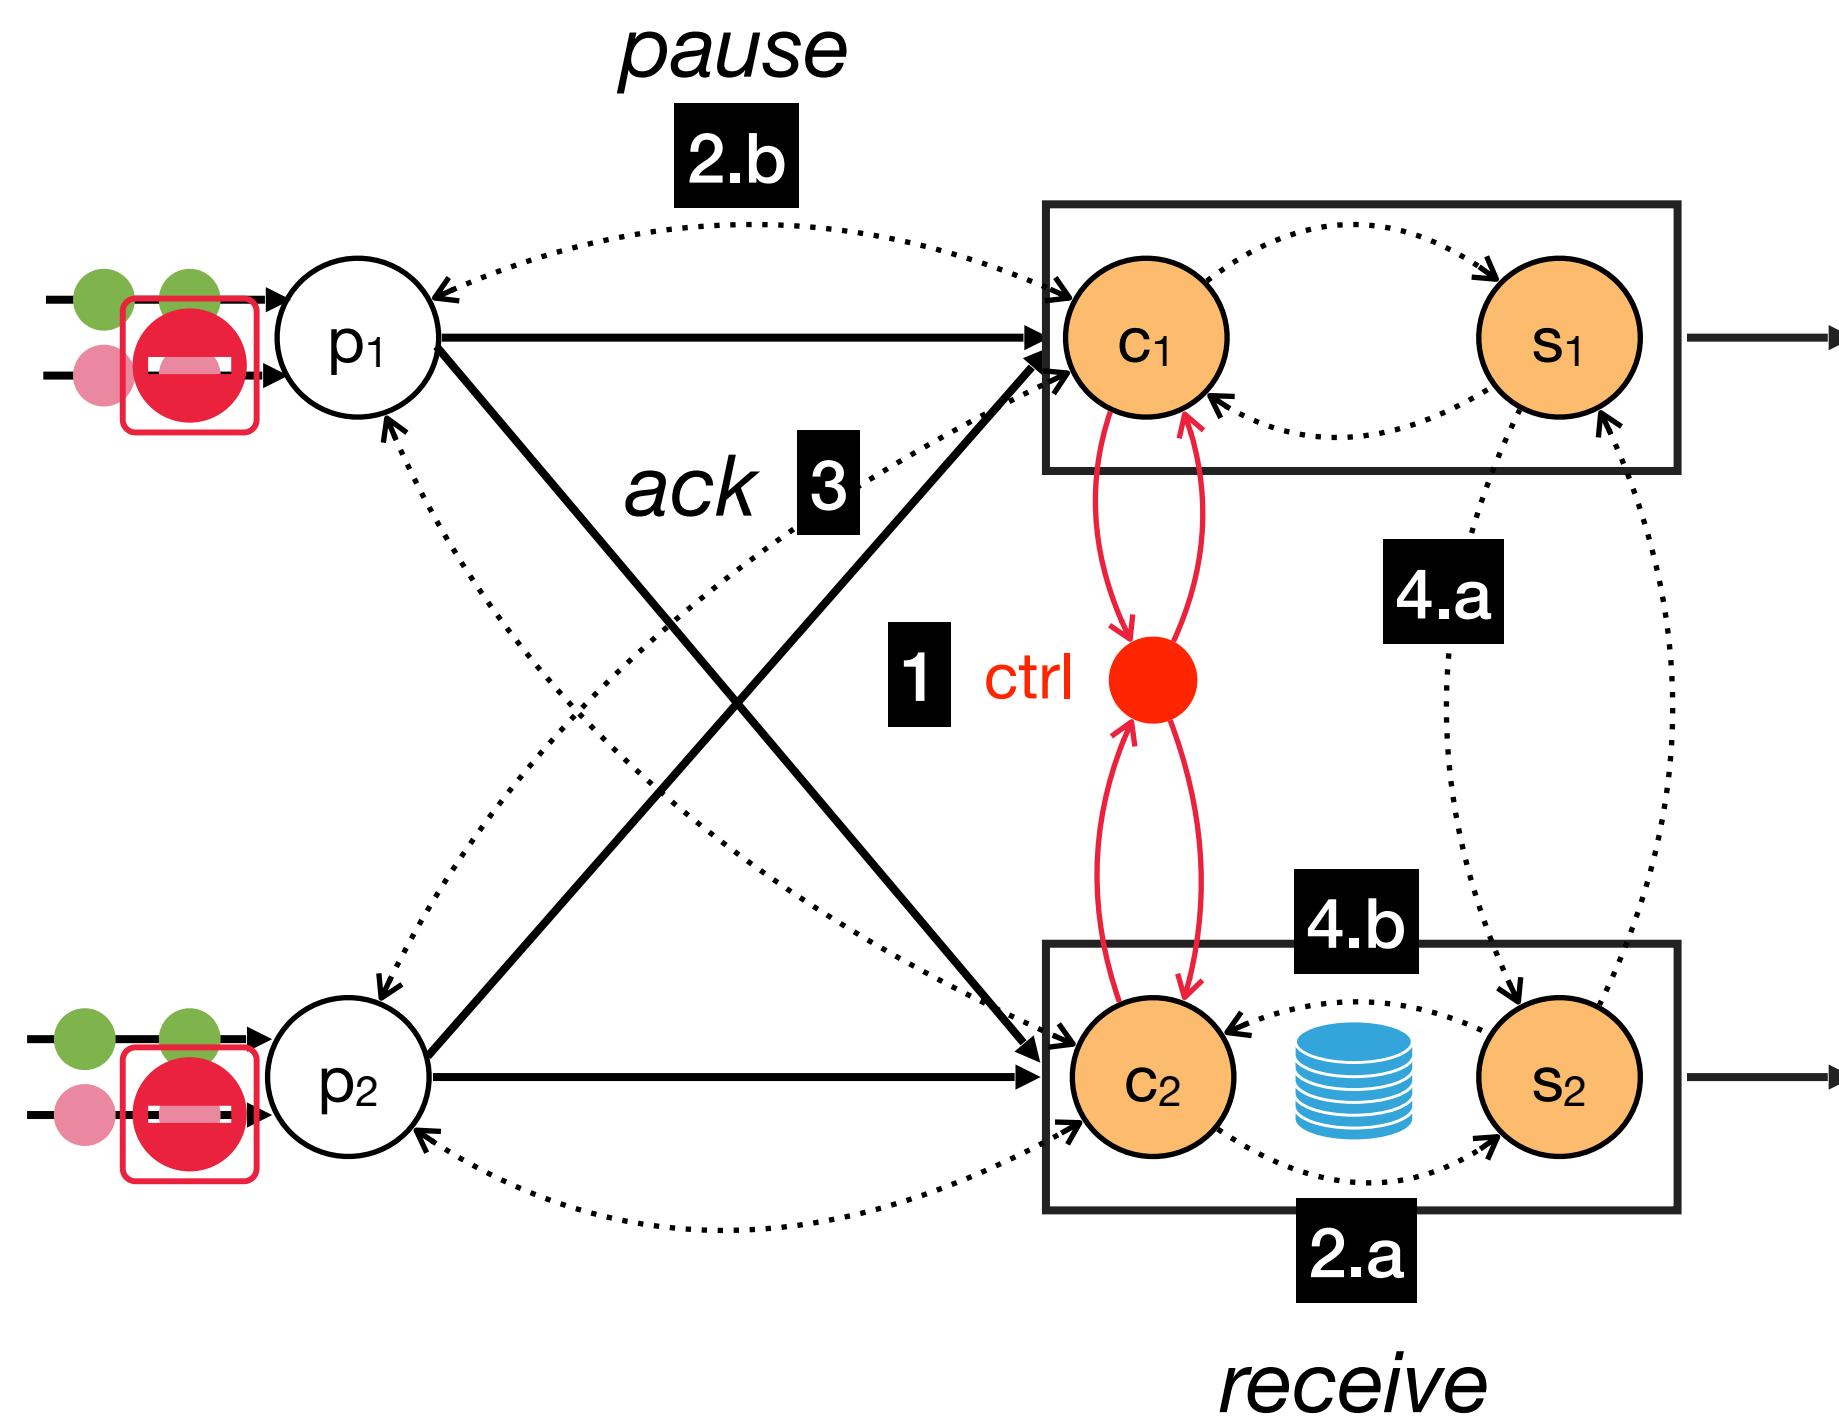 pause
2.b
p₁
c₁
s₁
ack 3
4.a
1 ctrl
4.b
p₂
c₂
s₂
2.a
receive